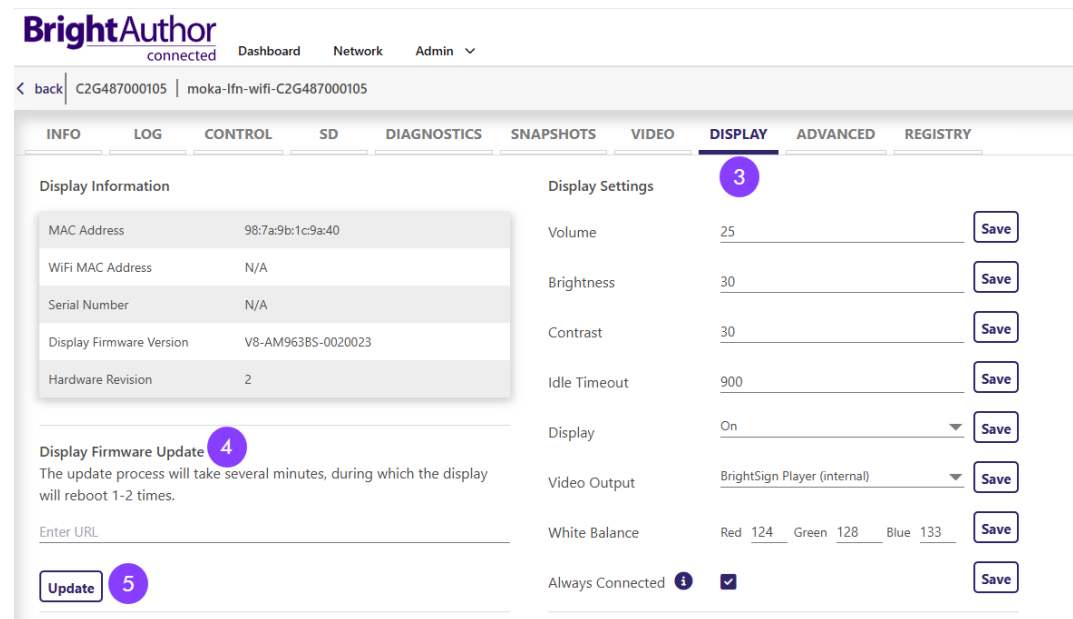 BrightAuthor
connected
Dashboard Network Admin
back C2G487000105 moka-lfn-wifi-C2G487000105
INFO LOG CONTROL SD DIAGNOSTICS SNAPSHOTS VIDEO DISPLAY ADVANCED REGISTRY
3
Display Information
MAC Address 98:7a:9b:1c:9a:40
WiFi MAC Address N/A
Serial Number N/A
Display Firmware Version V8-AM963BS-0020023
Hardware Revision 2
Display Firmware Update 4
The update process will take several minutes, during which the display
will reboot 1-2 times.
Enter URL
Update 5
Display Settings
Volume 25 Save
Brightness 30 Save
Contrast 30 Save
Idle Timeout 900 Save
Display On Save
Video Output BrightSign Player (internal) Save
White Balance Red 124 Green 128 Blue 133 Save
Always Connected i Save